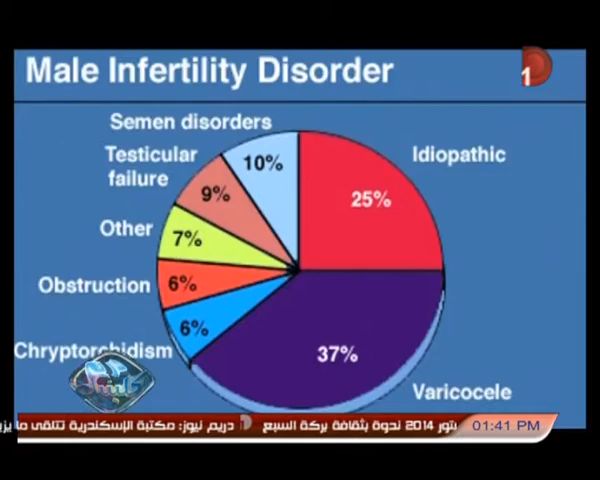 Male Infertility Disorder
1
Semen disorders
10%
Testicular
failure
9%
Idiopathic
25%
Other
7%
Obstruction
6%
Chryptorchidism
6%
37%
Varicocele
دريم نيوز: مكتبة الإسكندرية تتلقى ما
2014 ندوة بثقافة بركة السبع
01:41 PM